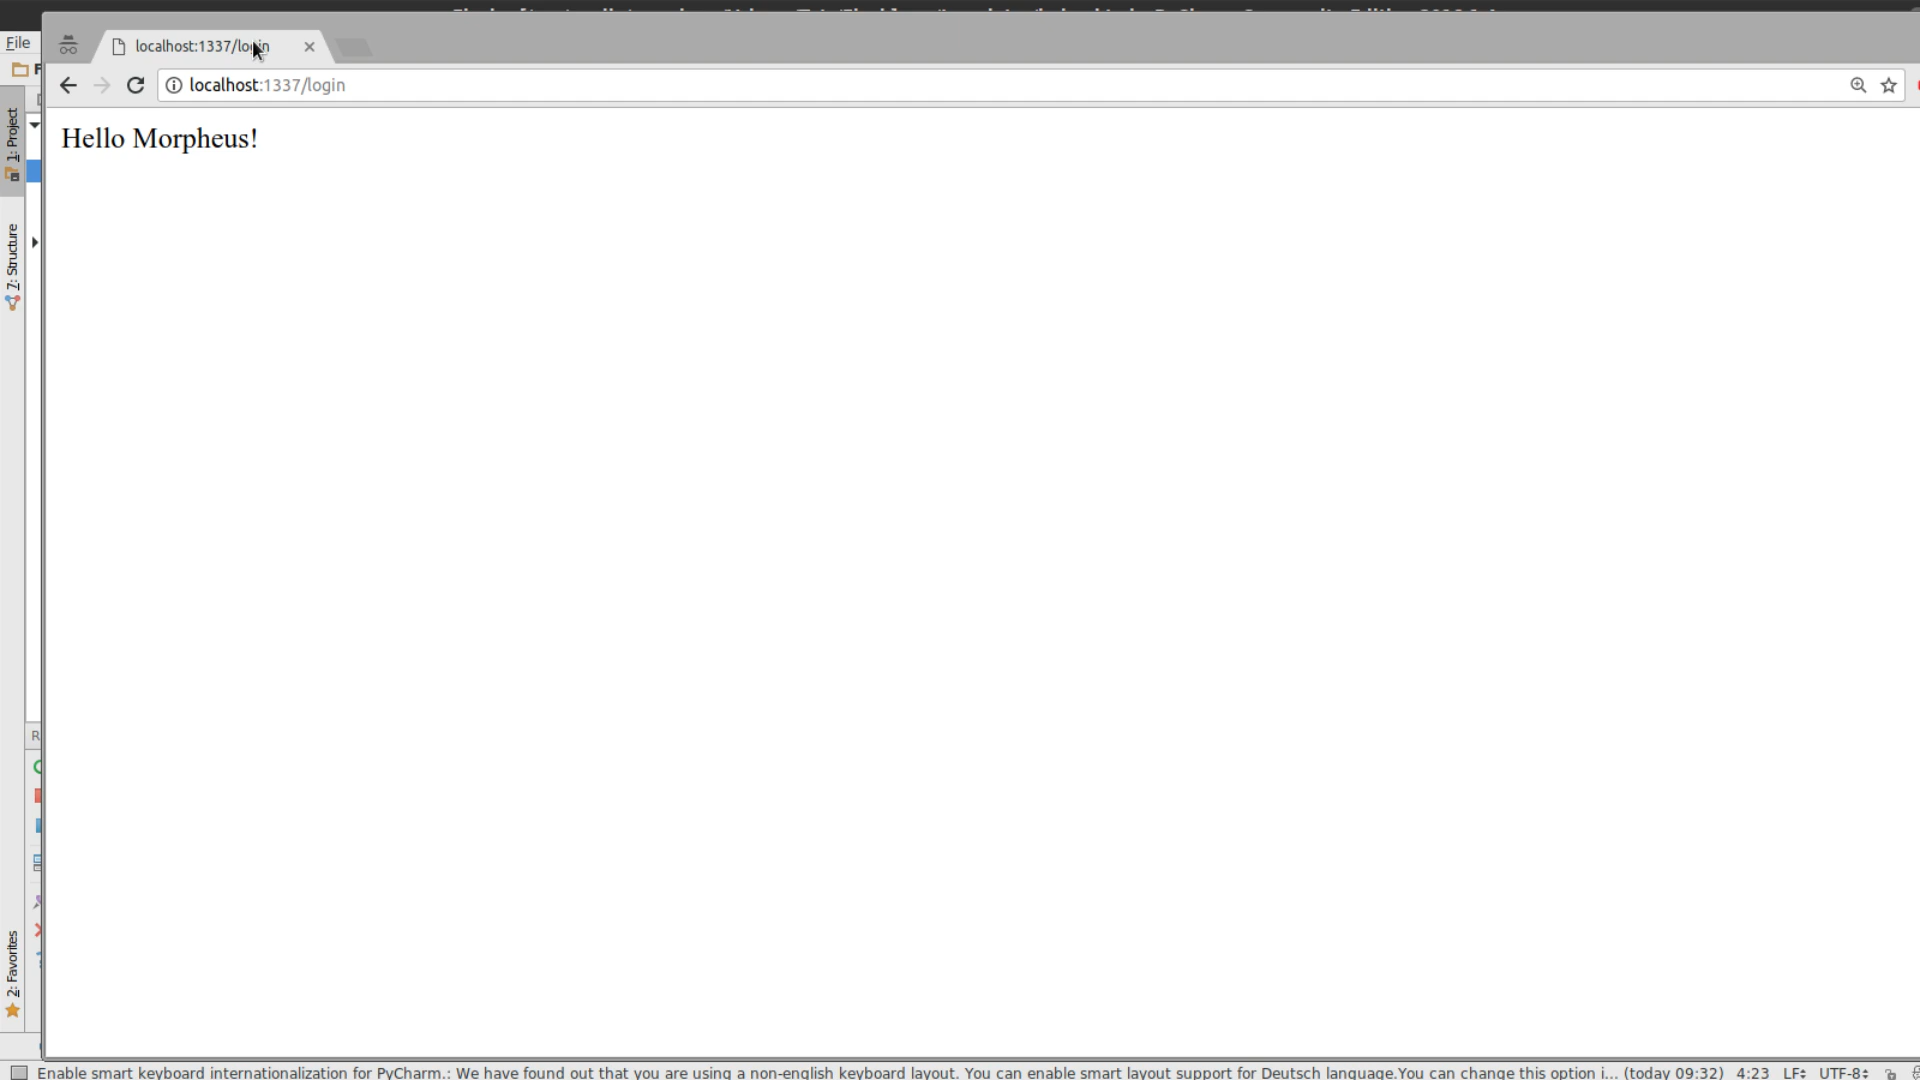 File
localhost:1337/login
localhost:1337/login
Hello Morpheus!
1: Project
7: Structure
2: Favorites
Enable smart keyboard internationalization for PyCharm.: We have found out that you are using a non-english keyboard layout. You can enable smart layout support for Deutsch language.You can change this option i... (today 09:32) 4:23 LF UTF-8